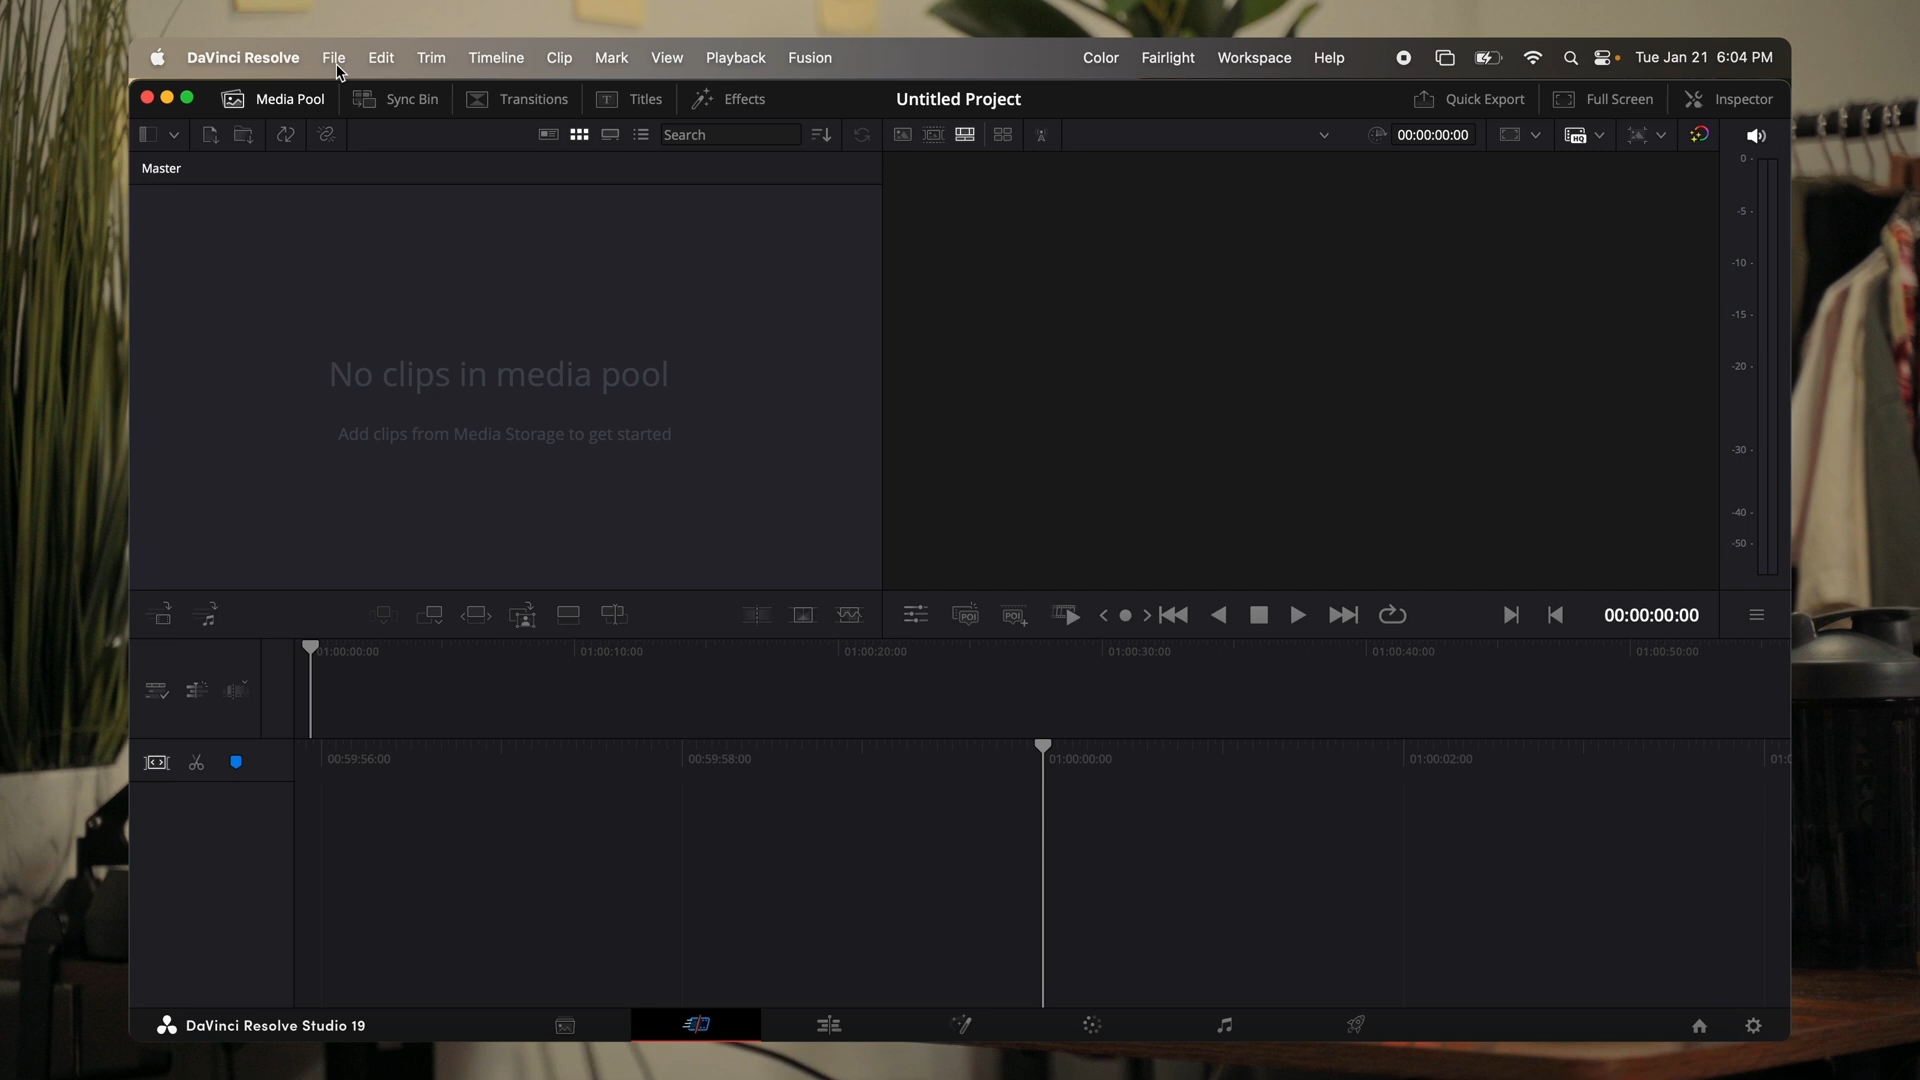 DaVinci Resolve File Edit Trim Timeline Clip Mark View Playback Fusion Color Fairlight Workspace Help Tue Jan 21 6:04 PM
Media Pool Sync Bin Transitions Titles Effects Untitled Project Quick Export Full Screen Inspector
Search 00:00:00:00
Master
0
-5
-10
-15
-20
-30
-40
-50
No clips in media pool
Add clips from Media Storage to get started
00:00:00:00
01:00:00:00 01:00:10:00 01:00:20:00 01:00:30:00 01:00:40:00 01:00:50:00
00:59:56:00 00:59:58:00 01:00:00:00 01:00:02:00
DaVinci Resolve Studio 19